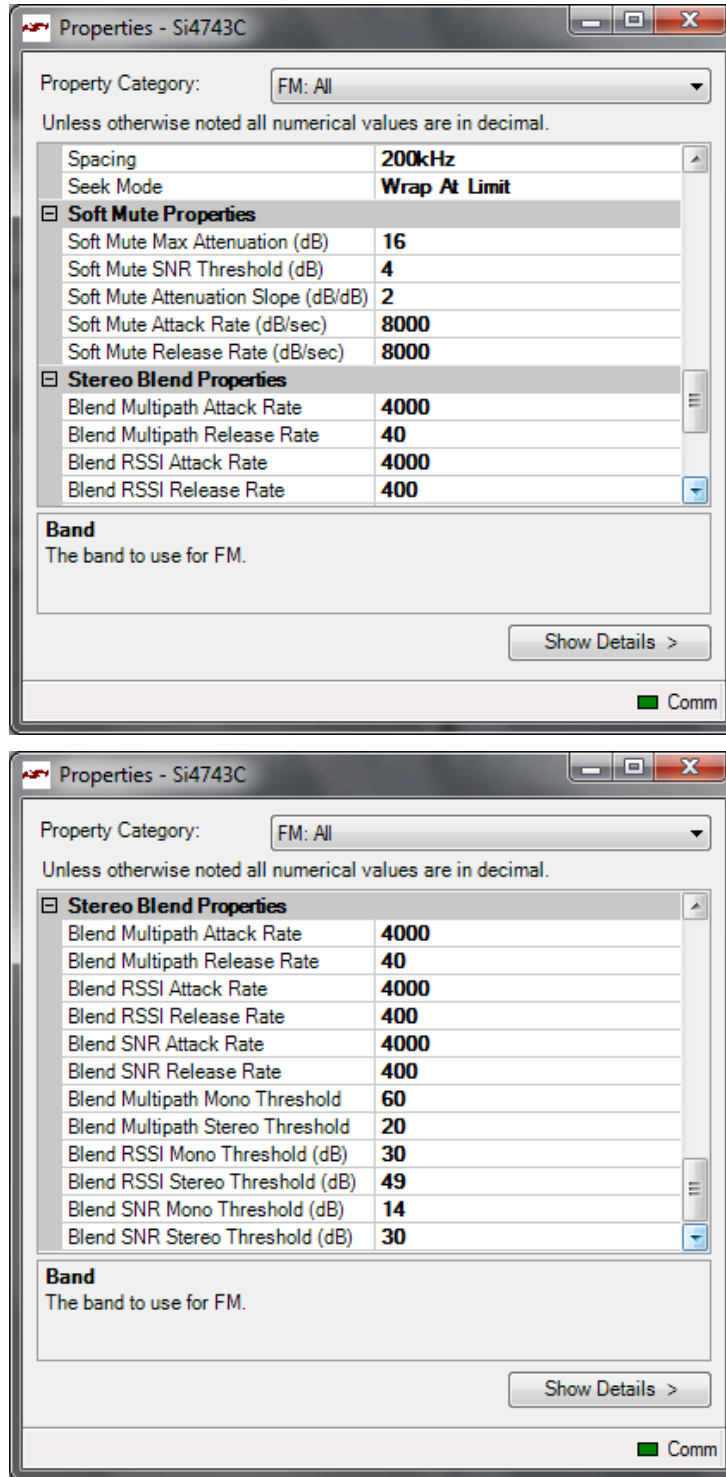 Properties - Si4743C
Property Category: FM: All
Unless otherwise noted all numerical values are in decimal.
Spacing 200kHz
Seek Mode Wrap At Limit
Soft Mute Properties
Soft Mute Max Attenuation (dB) 16
Soft Mute SNR Threshold (dB) 4
Soft Mute Attenuation Slope (dB/dB) 2
Soft Mute Attack Rate (dB/sec) 8000
Soft Mute Release Rate (dB/sec) 8000
Stereo Blend Properties
Blend Multipath Attack Rate 4000
Blend Multipath Release Rate 40
Blend RSSI Attack Rate 4000
Blend RSSI Release Rate 400
Band
The band to use for FM.
Show Details >
Comm
Properties - Si4743C
Property Category: FM: All
Unless otherwise noted all numerical values are in decimal.
Stereo Blend Properties
Blend Multipath Attack Rate 4000
Blend Multipath Release Rate 40
Blend RSSI Attack Rate 4000
Blend RSSI Release Rate 400
Blend SNR Attack Rate 4000
Blend SNR Release Rate 400
Blend Multipath Mono Threshold 60
Blend Multipath Stereo Threshold 20
Blend RSSI Mono Threshold (dB) 30
Blend RSSI Stereo Threshold (dB) 49
Blend SNR Mono Threshold (dB) 14
Blend SNR Stereo Threshold (dB) 30
Band
The band to use for FM.
Show Details >
Comm